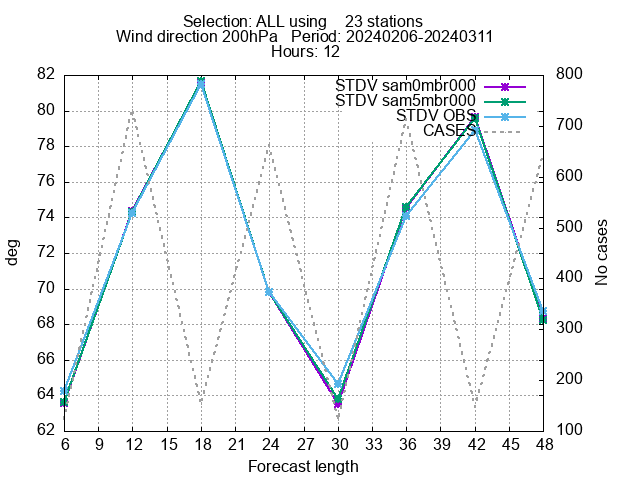 Selection: ALL using    23 stations
Wind direction 200hPa   Period: 20240206-20240311
Hours: 12
STDV sam0mbr000
STDV sam5mbr000
STDV OBS
CASES
82
80
78
76
74
72
70
68
66
64
62
deg
800
700
600
500
400
300
200
100
No cases
6 9 12 15 18 21 24 27 30 33 36 39 42 45 48
Forecast length